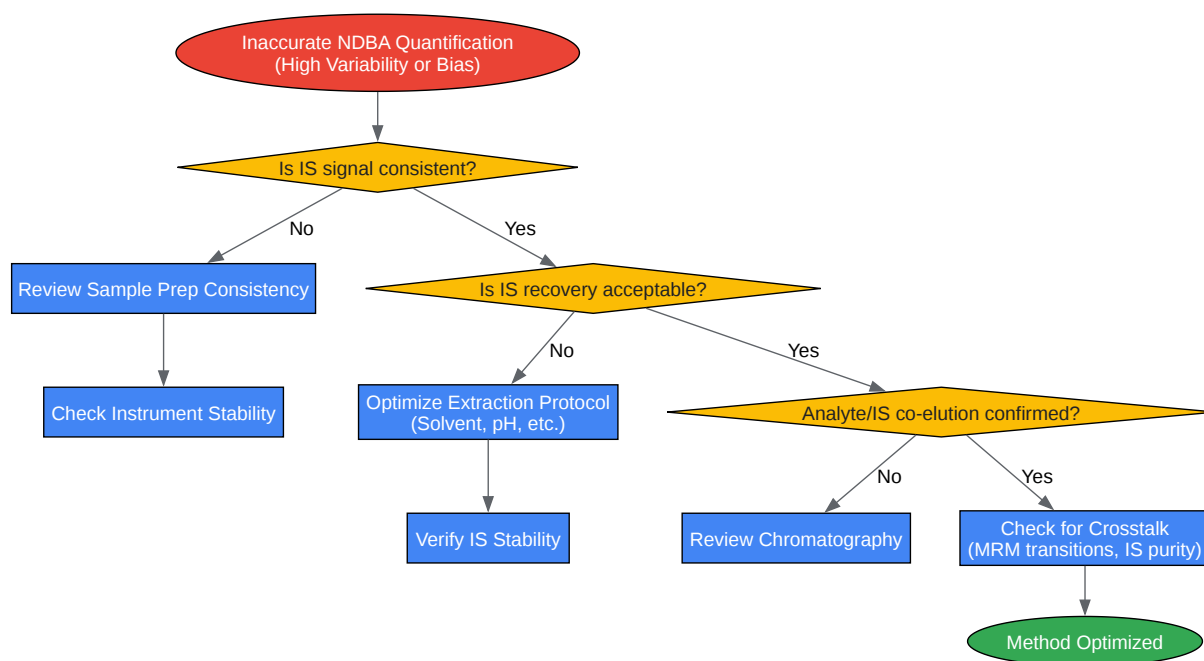 Inaccurate NDBA Quantification
(High Variability or Bias)
Is IS signal consistent?
No
Yes
Review Sample Prep Consistency
Is IS recovery acceptable?
No
Yes
Check Instrument Stability
Optimize Extraction Protocol
(Solvent, pH, etc.)
Analyte/IS co-elution confirmed?
No
Yes
Verify IS Stability
Review Chromatography
Check for Crosstalk
(MRM transitions, IS purity)
Method Optimized